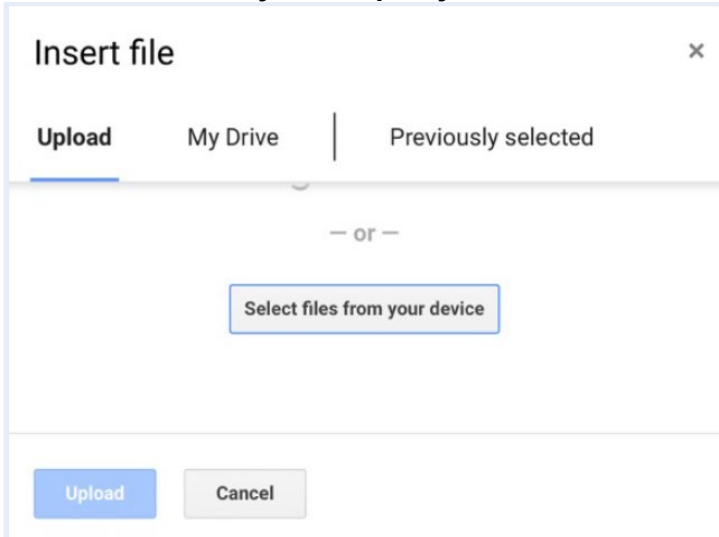 Insert file
×
Upload My Drive Previously selected
— or —
Select files from your device
Upload Cancel